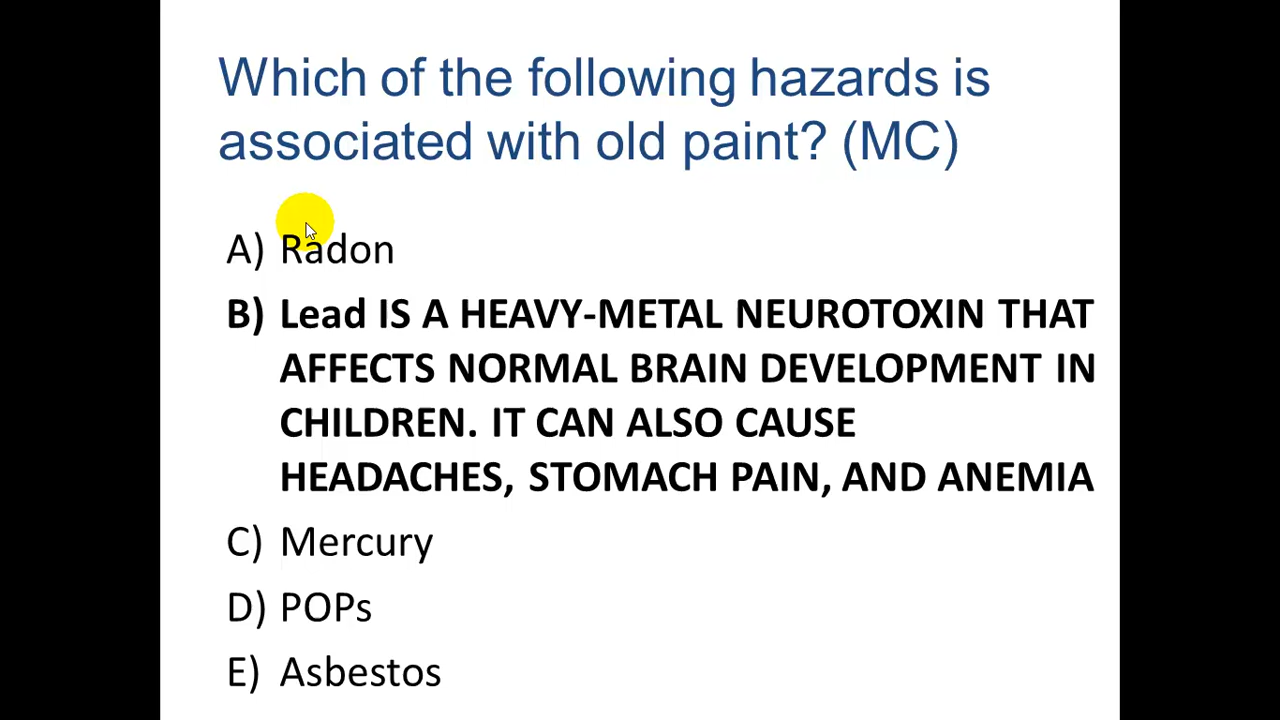 Which of the following hazards is
associated with old paint? (MC)
A) Radon
B) Lead IS A HEAVY-METAL NEUROTOXIN THAT
AFFECTS NORMAL BRAIN DEVELOPMENT IN
CHILDREN. IT CAN ALSO CAUSE
HEADACHES, STOMACH PAIN, AND ANEMIA
C) Mercury
D) POPs
E) Asbestos